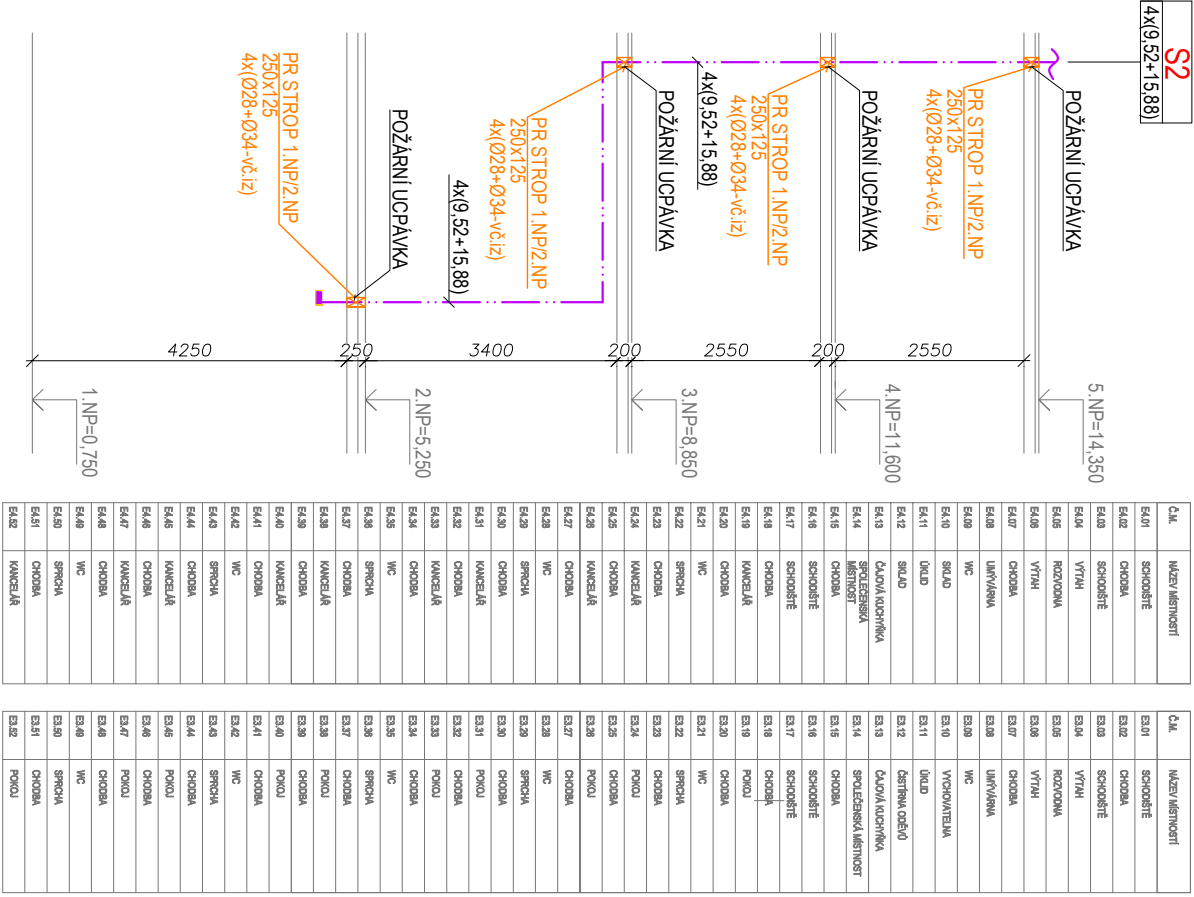 S2
4x(9,52+15,88)
POŽÁRNÍ UCPÁVKA
PR STROP 1.NP/2.NP
250x125
4x(Ø28+Ø34-vč.iz)
POŽÁRNÍ UCPÁVKA
PR STROP 1.NP/2.NP
250x125
4x(Ø28+Ø34-vč.iz)
4x(9,52+15,88)
POŽÁRNÍ UCPÁVKA
PR STROP 1.NP/2.NP
250x125
4x(Ø28+Ø34-vč.iz)
4x(9,52+15,88)
POŽÁRNÍ UCPÁVKA
PR STROP 1.NP/2.NP
250x125
4x(Ø28+Ø34-vč.iz)
4250
250
3400
200
2550
200
2550
5.NP=14,350
4.NP=11,600
3.NP=8,850
2.NP=5,250
1.NP=0,750
Č.M. NÁZEV MÍSTNOSTÍ
E4.01 SCHODIŠTĚ
E4.02 CHODBA
E4.03 SCHODIŠTĚ
E4.04 VÝTAH
E4.05 ROZVODNA
E4.06 VÝTAH
E4.07 CHODBA
E4.08 UMÝVÁRNA
E4.09 WC
E4.10 SKLAD
E4.11 ÚKLID
E4.12 SKLAD
E4.13 ČAJOVÁ KUCHYŇKA
E4.14 SPOLEČENSKÁ
MÍSTNOST
E4.15 CHODBA
E4.16 SCHODIŠTĚ
E4.17 SCHODIŠTĚ
E4.18 CHODBA
E4.19 KANCELÁŘ
E4.20 CHODBA
E4.21 WC
E4.22 SPRCHA
E4.23 CHODBA
E4.24 KANCELÁŘ
E4.25 CHODBA
E4.26 KANCELÁŘ
E4.27 CHODBA
E4.28 WC
E4.29 SPRCHA
E4.30 CHODBA
E4.31 KANCELÁŘ
E4.32 CHODBA
E4.33 KANCELÁŘ
E4.34 CHODBA
E4.35 WC
E4.36 SPRCHA
E4.37 CHODBA
E4.38 KANCELÁŘ
E4.39 CHODBA
E4.40 KANCELÁŘ
E4.41 CHODBA
E4.42 WC
E4.43 SPRCHA
E4.44 CHODBA
E4.45 KANCELÁŘ
E4.46 CHODBA
E4.47 KANCELÁŘ
E4.48 CHODBA
E4.49 WC
E4.50 SPRCHA
E4.51 CHODBA
E4.52 KANCELÁŘ
Č.M. NÁZEV MÍSTNOSTÍ
E3.01 SCHODIŠTĚ
E3.02 CHODBA
E3.03 SCHODIŠTĚ
E3.04 VÝTAH
E3.05 ROZVODNA
E3.06 VÝTAH
E3.07 CHODBA
E3.08 UMÝVÁRNA
E3.09 WC
E3.10 VYCHOVATELNA
E3.11 ÚKLID
E3.12 ČISTÍRNA ODĚVŮ
E3.13 ČAJOVÁ KUCHYŇKA
E3.14 SPOLEČENSKÁ MÍSTNOST
E3.15 CHODBA
E3.16 SCHODIŠTĚ
E3.17 SCHODIŠTĚ
E3.18 CHODBA
E3.19 POKOJ
E3.20 CHODBA
E3.21 WC
E3.22 SPRCHA
E3.23 CHODBA
E3.24 POKOJ
E3.25 CHODBA
E3.26 POKOJ
E3.27 CHODBA
E3.28 WC
E3.29 SPRCHA
E3.30 CHODBA
E3.31 POKOJ
E3.32 CHODBA
E3.33 POKOJ
E3.34 CHODBA
E3.35 WC
E3.36 SPRCHA
E3.37 CHODBA
E3.38 POKOJ
E3.39 CHODBA
E3.40 POKOJ
E3.41 CHODBA
E3.42 WC
E3.43 SPRCHA
E3.44 CHODBA
E3.45 POKOJ
E3.46 CHODBA
E3.47 POKOJ
E3.48 CHODBA
E3.49 WC
E3.50 SPRCHA
E3.51 CHODBA
E3.52 POKOJ